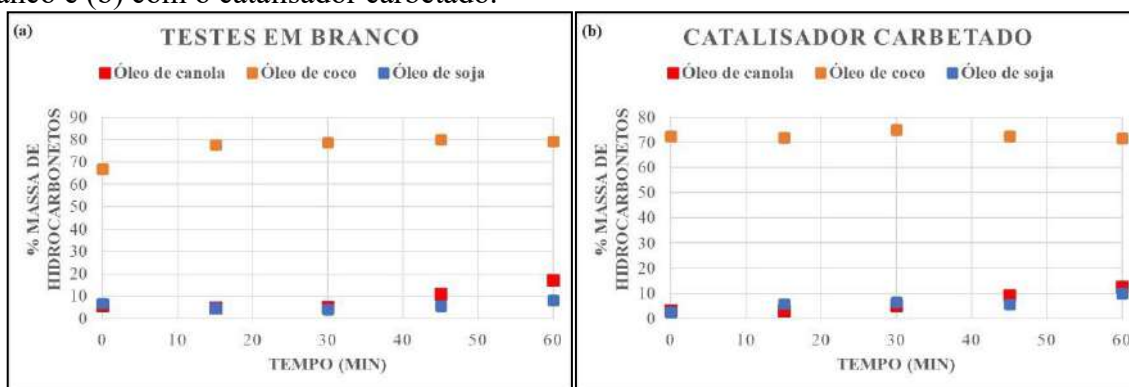 (b) com o catalisador carbetado.
(a) TESTES EM BRANCO
Óleo de canola Óleo de coco Óleo de soja
% MASSA DE
HIDROCARBONETOS
90
80
70
60
50
40
30
20
10
0
0 10 20 30 40 50 60
TEMPO (MIN)
(b) CATALISADOR CARBETADO
Óleo de canola Óleo de coco Óleo de soja
% MASSA DE
HIDROCARBONETOS
80
70
60
50
40
30
20
10
0
0 10 20 30 40 50 60
TEMPO (MIN)